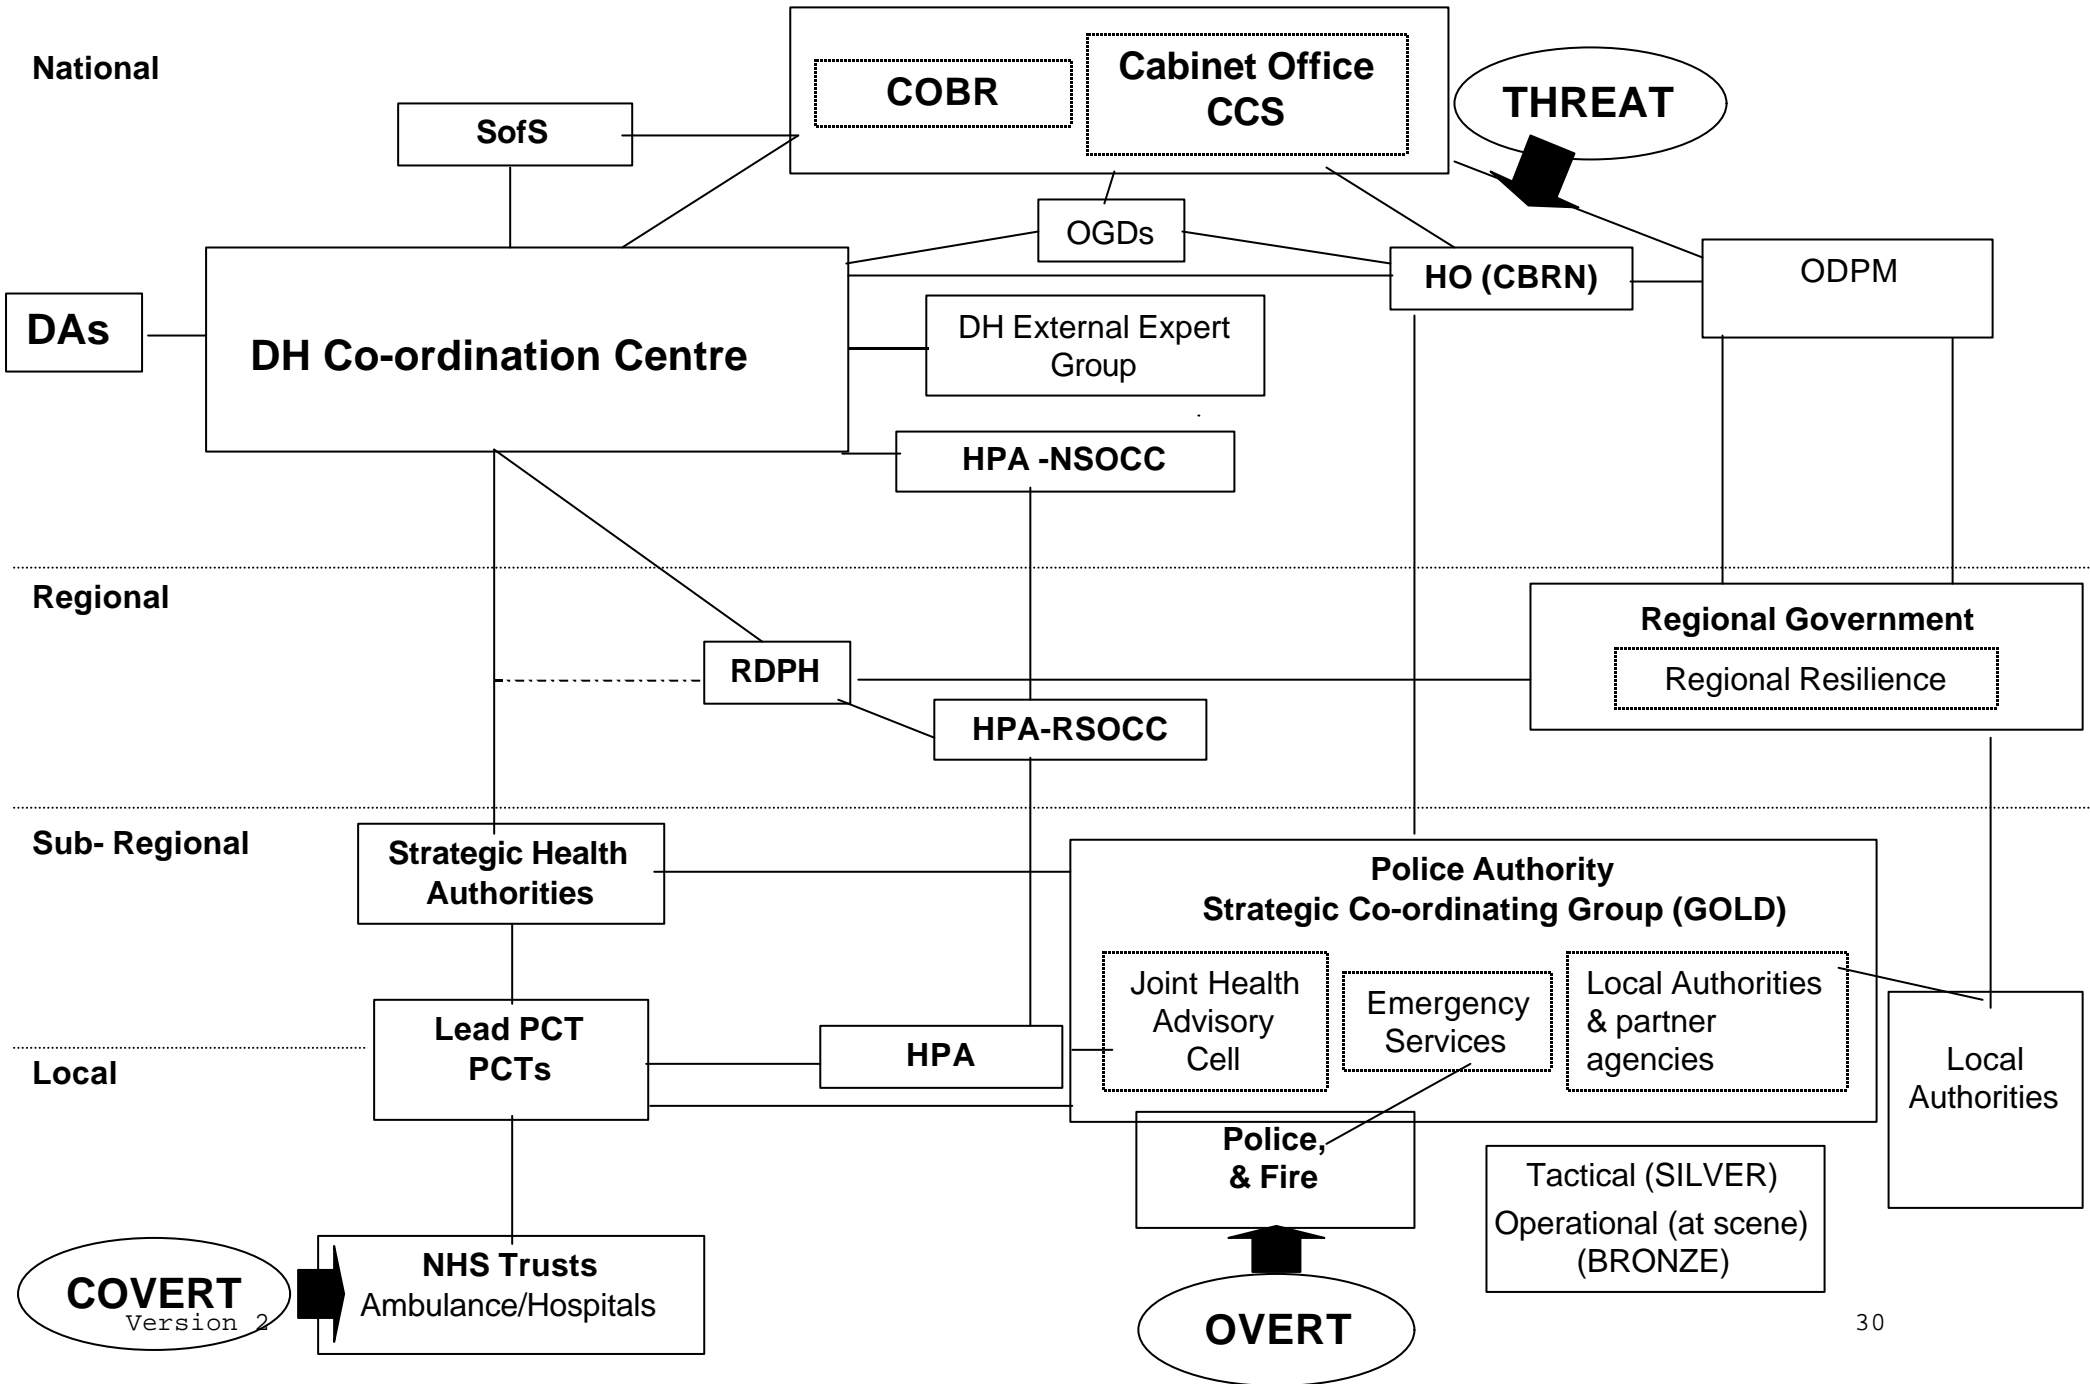 National
COBR
Cabinet Office
CCS
THREAT
SofS
OGDs
HO (CBRN)
ODPM
DAs
DH Co-ordination Centre
DH External Expert
Group
HPA -NSOCC
Regional
Regional Government
Regional Resilience
RDPH
HPA-RSOCC
Sub- Regional
Strategic Health
Authorities
Police Authority
Strategic Co-ordinating Group (GOLD)
Joint Health
Advisory
Cell
Emergency
Services
Local Authorities
& partner
agencies
Lead PCT
PCTs
HPA
Local
Local
Authorities
Police,
& Fire
Tactical (SILVER)
Operational (at scene)
(BRONZE)
NHS Trusts
Ambulance/Hospitals
COVERT
Version 2
OVERT
30